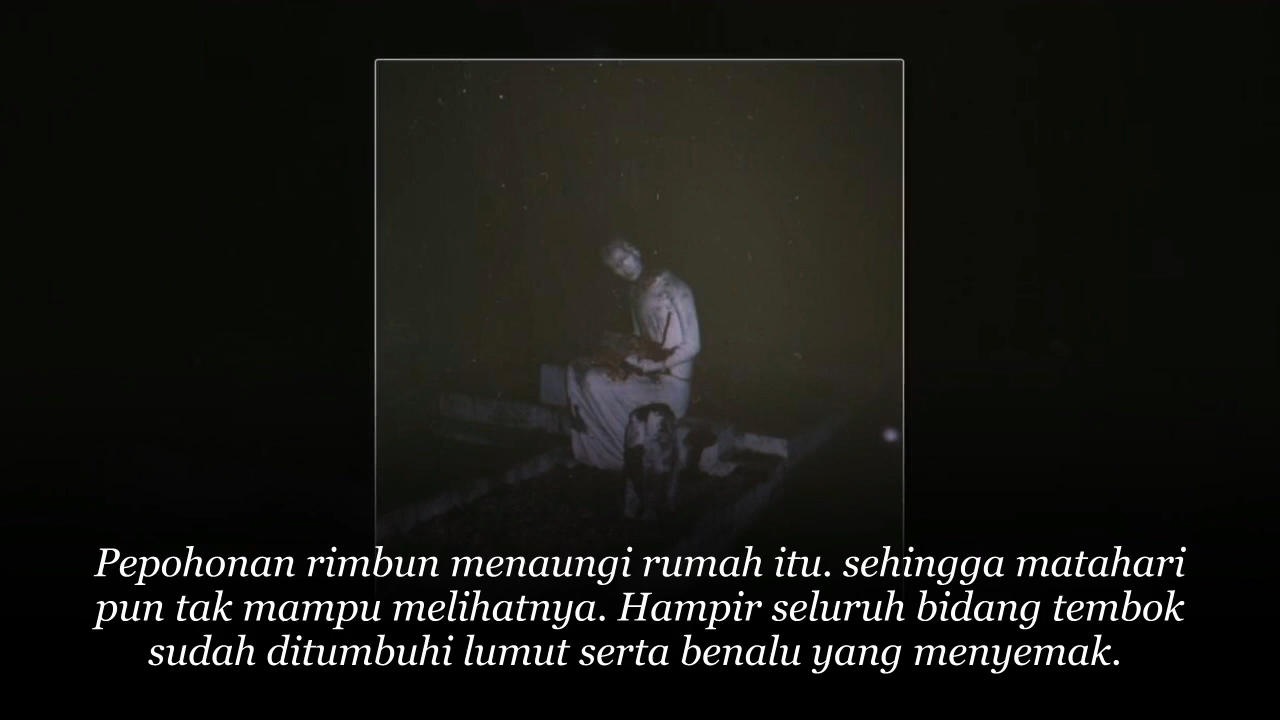 Pepohonan rimbun menaungi rumah itu. sehingga matahari
pun tak mampu melihatnya. Hampir seluruh bidang tembok
sudah ditumbuhi lumut serta benalu yang menyemak.